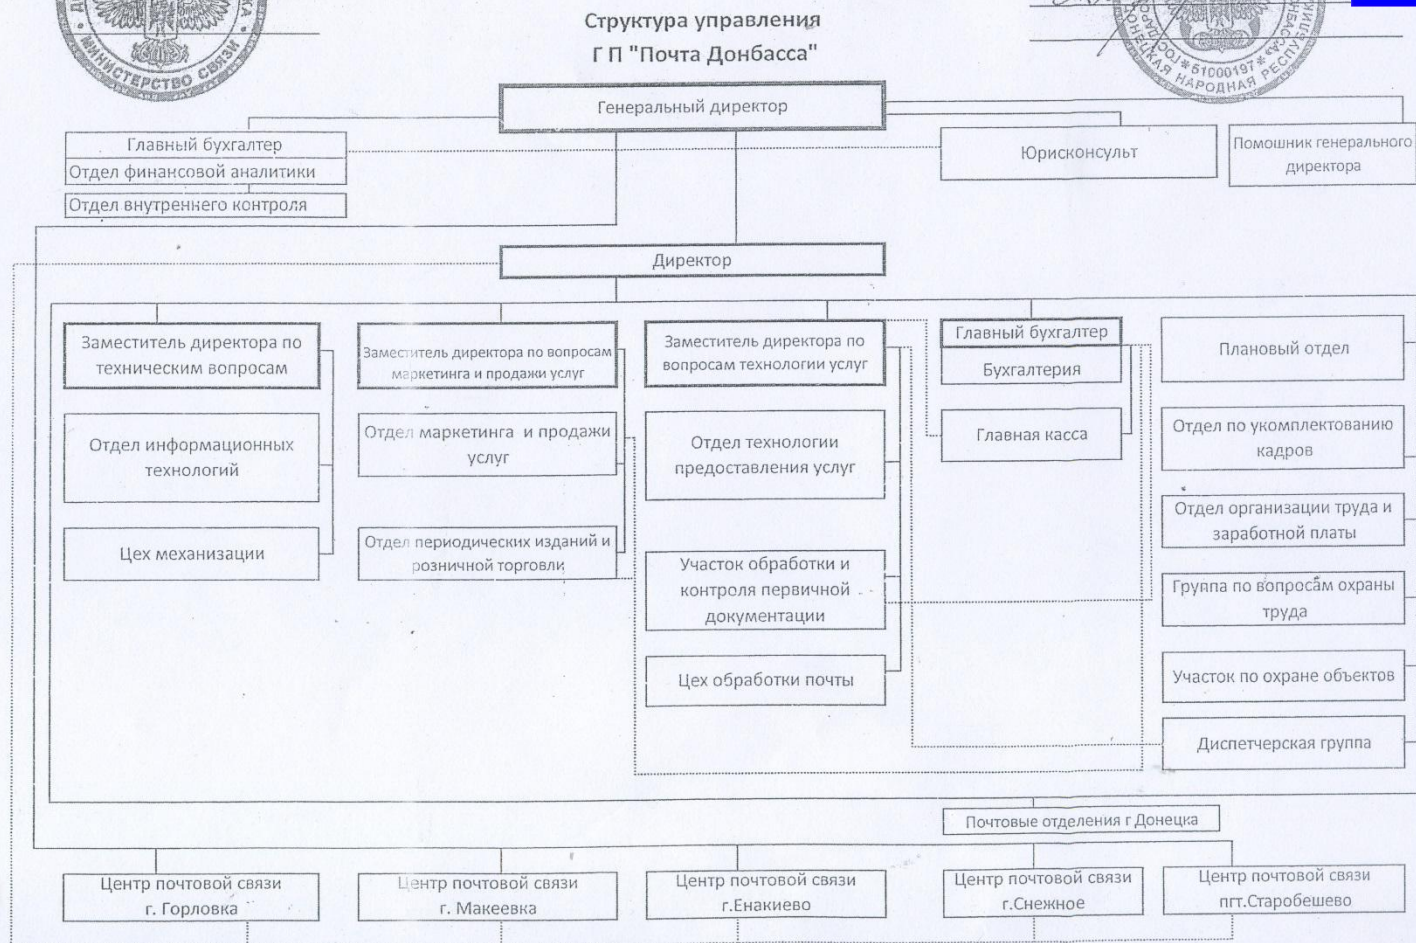 МИНИСТЕРСТВО СВЯЗИ
ДОНЕЦКАЯ НАРОДНАЯ РЕСПУБЛИКА
51000197
Структура управления
Г П "Почта Донбасса"
Генеральный директор
Главный бухгалтер
Отдел финансовой аналитики
Отдел внутреннего контроля
Юрисконсульт
Помошник генерального
директора
Директор
Заместитель директора по
техническим вопросам
Отдел информационных
технологий
Цех механизации
Заместитель директора по вопросам
маркетинга и продажи услуг
Отдел маркетинга и продажи
услуг
Отдел периодических изданий и
розничной торговли
Заместитель директора по
вопросам технологии услуг
Отдел технологии
предоставления услуг
Участок обработки и
контроля первичной
документации
Цех обработки почты
Главный бухгалтер
Бухгалтерия
Главная касса
Плановый отдел
Отдел по укомплектованию
кадров
Отдел организации труда и
заработной платы
Группа по вопросам охраны
труда
Участок по охране объектов
Диспетчерская группа
Почтовые отделения г Донецка
Центр почтовой связи
г. Горловка
Центр почтовой связи
г. Макеевка
Центр почтовой связи
г.Енакиево
Центр почтовой связи
г.Снежное
Центр почтовой связи
пгт.Старобешево